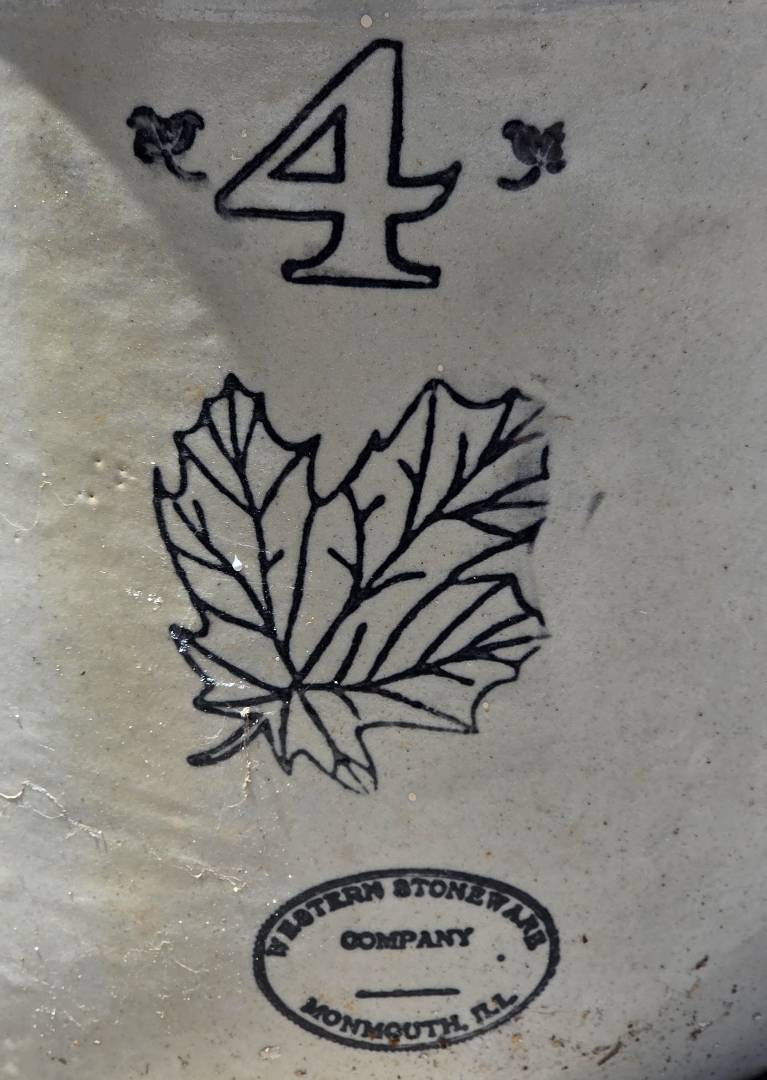 4
WESTERN STONEWARE
COMPANY
MONMOUTH, ILL.